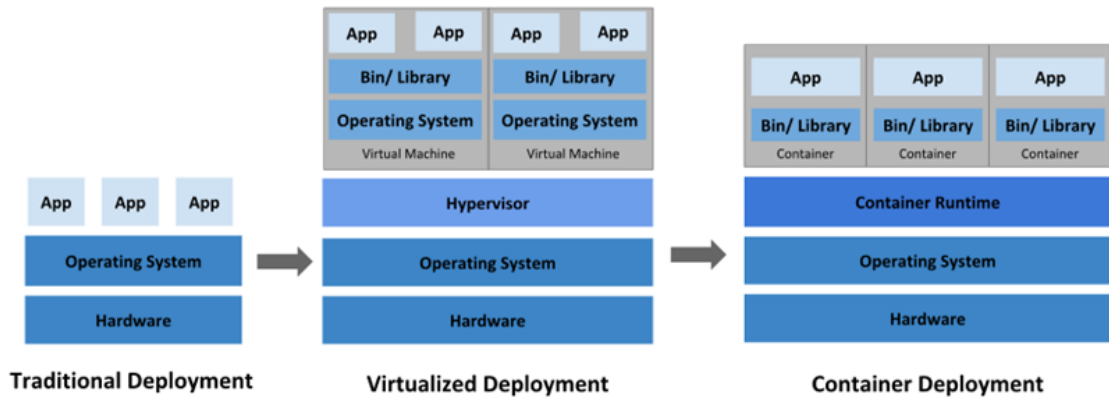 App App App
Operating System
Hardware
Traditional Deployment
App App App App
Bin/ Library Bin/ Library
Operating System Operating System
Virtual Machine Virtual Machine
Hypervisor
Operating System
Hardware
Virtualized Deployment
App App App
Bin/ Library Bin/ Library Bin/ Library
Container Container Container
Container Runtime
Operating System
Hardware
Container Deployment